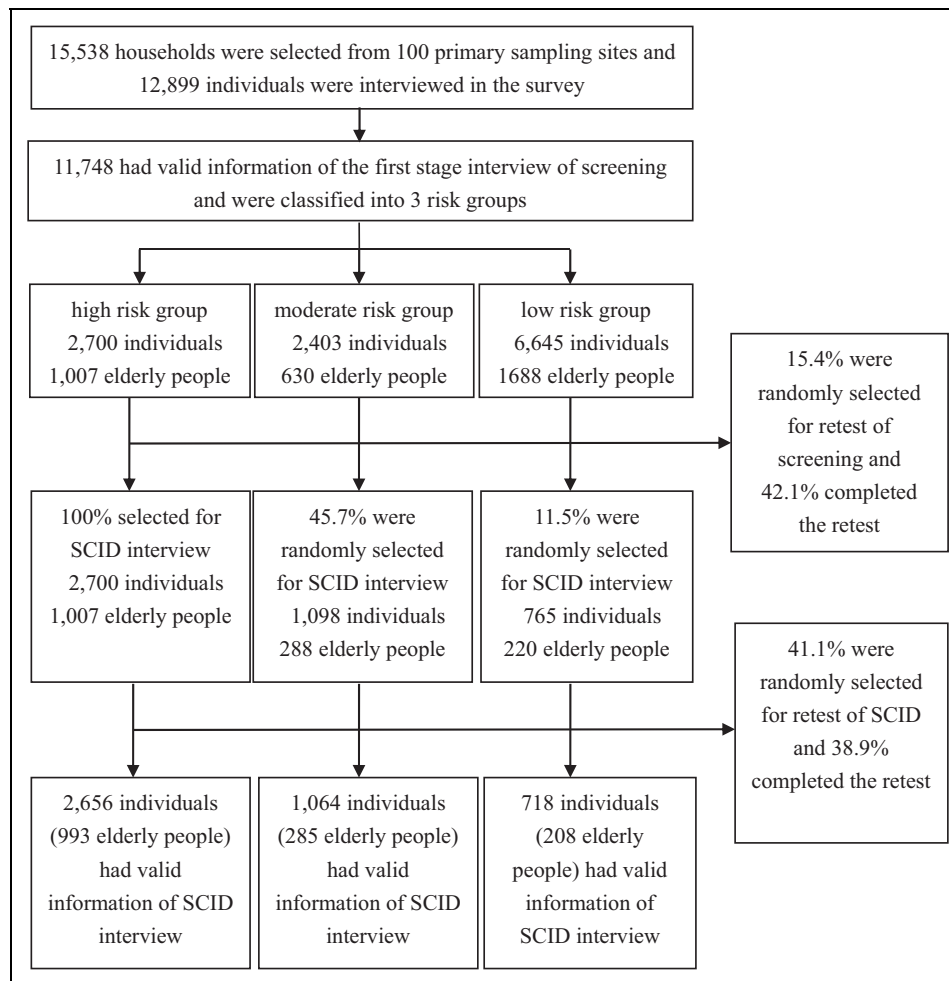 15,538 households were selected from 100 primary sampling sites and
12,899 individuals were interviewed in the survey
11,748 had valid information of the first stage interview of screening
and were classified into 3 risk groups
high risk group
2,700 individuals
1,007 elderly people
moderate risk group
2,403 individuals
630 elderly people
low risk group
6,645 individuals
1688 elderly people
15.4% were
randomly selected
for retest of
screening and
42.1% completed
the retest
100% selected for
SCID interview
2,700 individuals
1,007 elderly people
45.7% were
randomly selected
for SCID interview
1,098 individuals
288 elderly people
11.5% were
randomly selected
for SCID interview
765 individuals
220 elderly people
41.1% were
randomly selected
for retest of SCID
and 38.9%
completed the retest
2,656 individuals
(993 elderly people)
had valid
information of SCID
interview
1,064 individuals
(285 elderly people)
had valid
information of SCID
interview
718 individuals
(208 elderly
people) had valid
information of
SCID interview